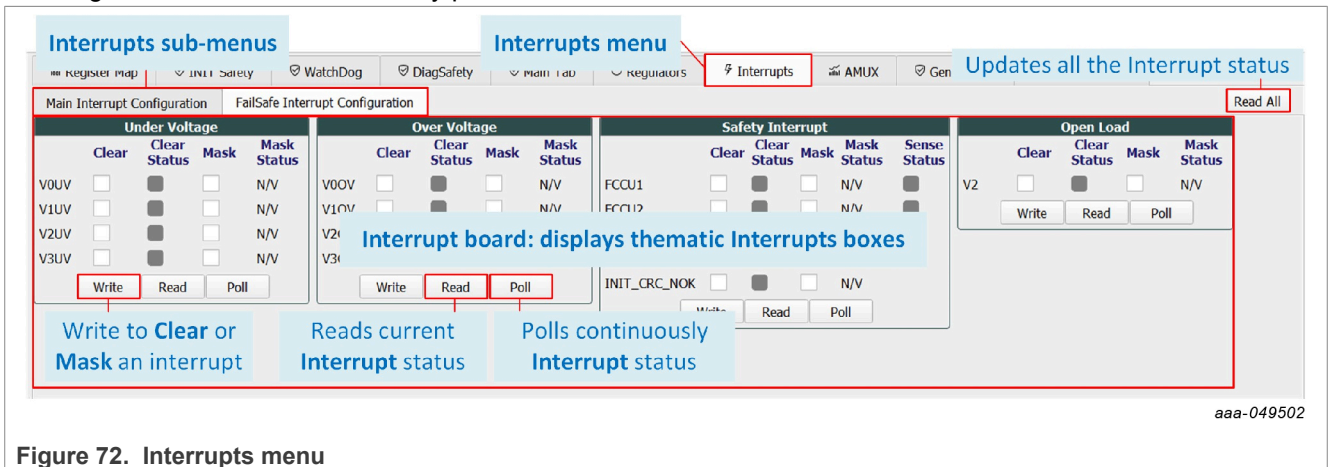 Interrupts sub-menus
Interrupts menu
Updates all the Interrupt status
Register Map INIT Safety WatchDog DiagSafety Main Tab Regulators Interrupts AMUX Gen
Main Interrupt Configuration FailSafe Interrupt Configuration Read All
Under Voltage
Clear Clear Status Mask Mask Status
V0UV N/V
V1UV N/V
V2UV N/V
V3UV N/V
Write Read Poll
Over Voltage
Clear Clear Status Mask Mask Status
V0OV N/V
V1OV N/V
Write Read Poll
Safety Interrupt
Clear Clear Status Mask Mask Status Sense Status
FCCU1 N/V
FCCU2 N/V
INIT_CRC_NOK N/V
Write Read Poll
Open Load
Clear Clear Status Mask Mask Status
V2 N/V
Write Read Poll
Interrupt board: displays thematic Interrupts boxes
Write to Clear or
Mask an interrupt
Reads current
Interrupt status
Polls continuously
Interrupt status
aaa-049502
Figure 72. Interrupts menu